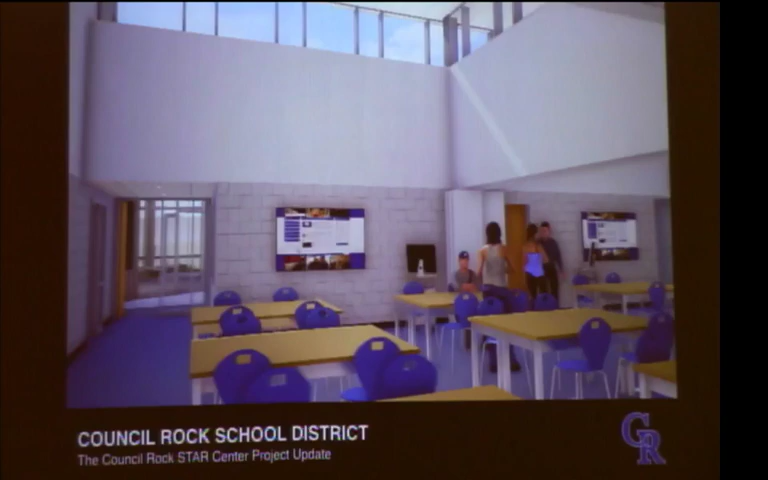 COUNCIL ROCK SCHOOL DISTRICT
The Council Rock STAR Center Project Update
CR